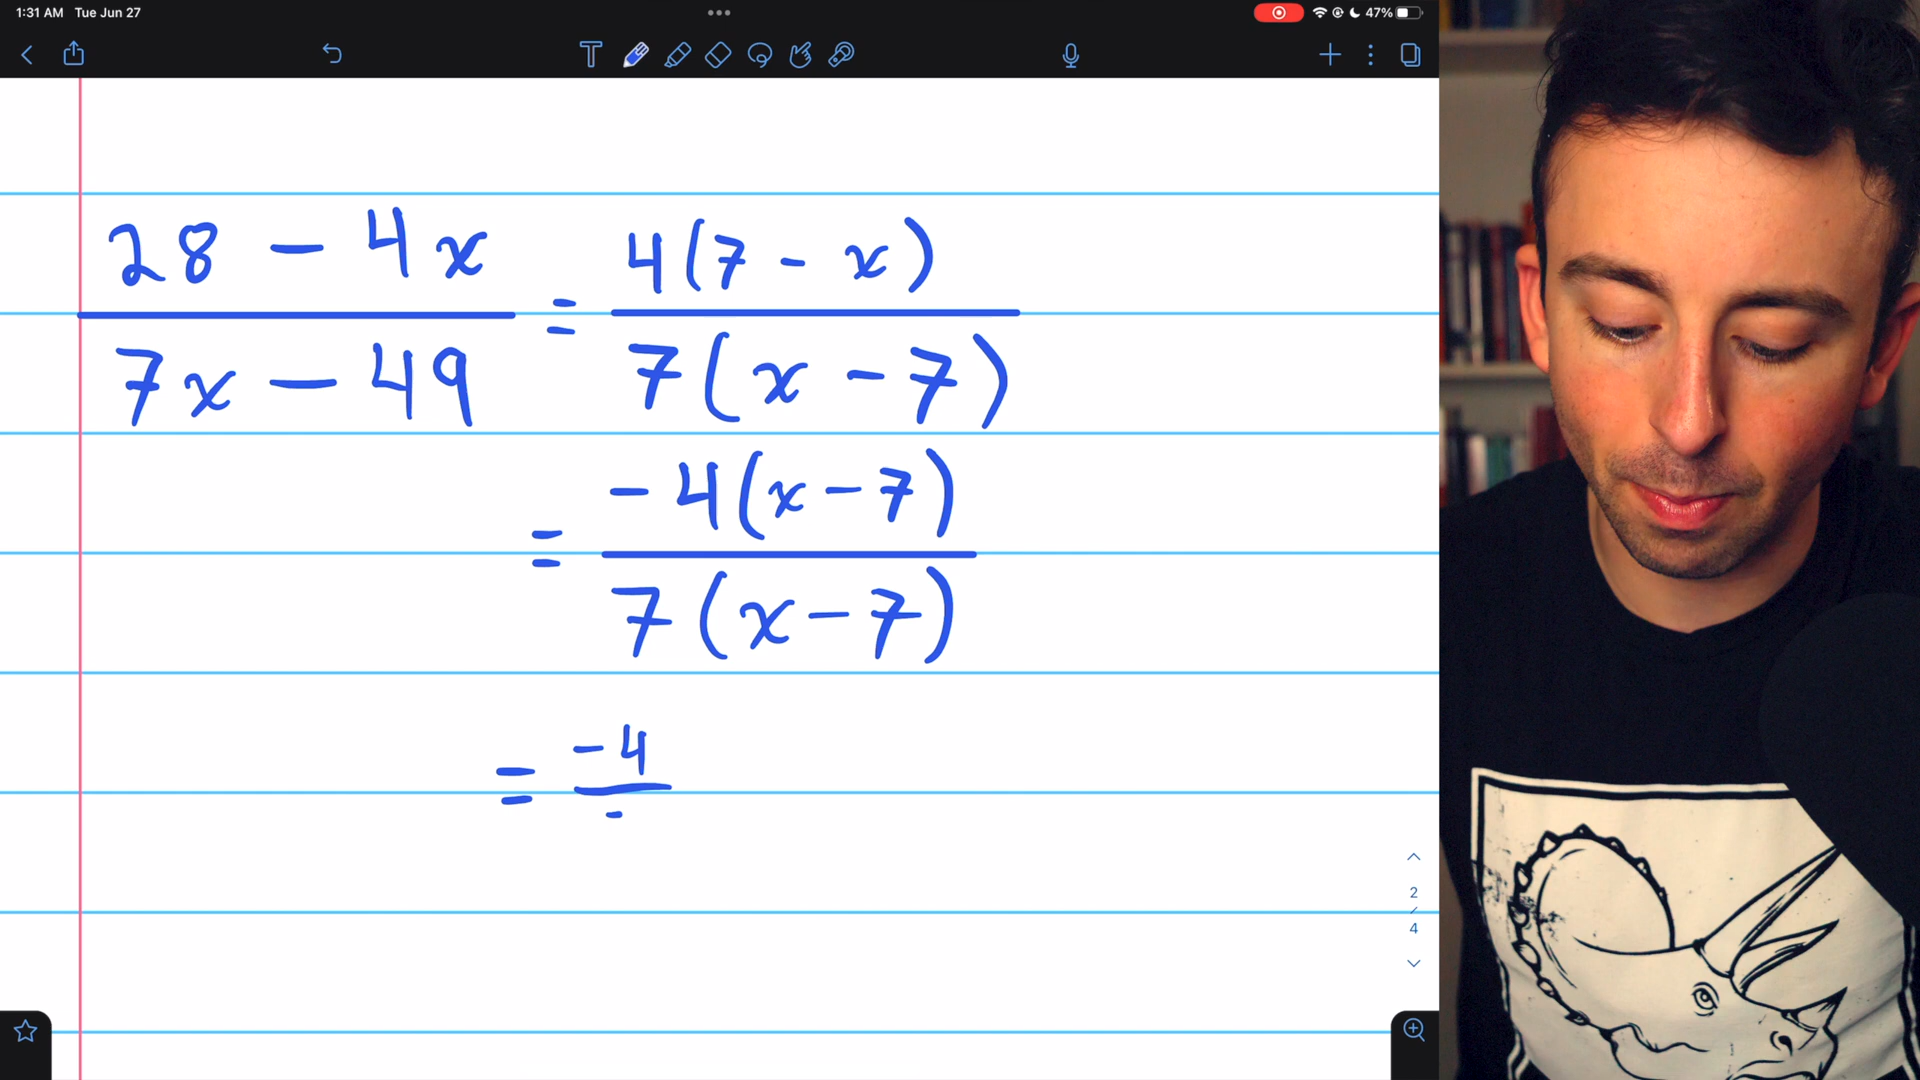 1:31 AM Tue Jun 27
47%
28 - 4x / 7x - 49 = 4(7 - x) / 7(x - 7)
= -4(x - 7) / 7(x - 7)
= -4 / -
2 / 4